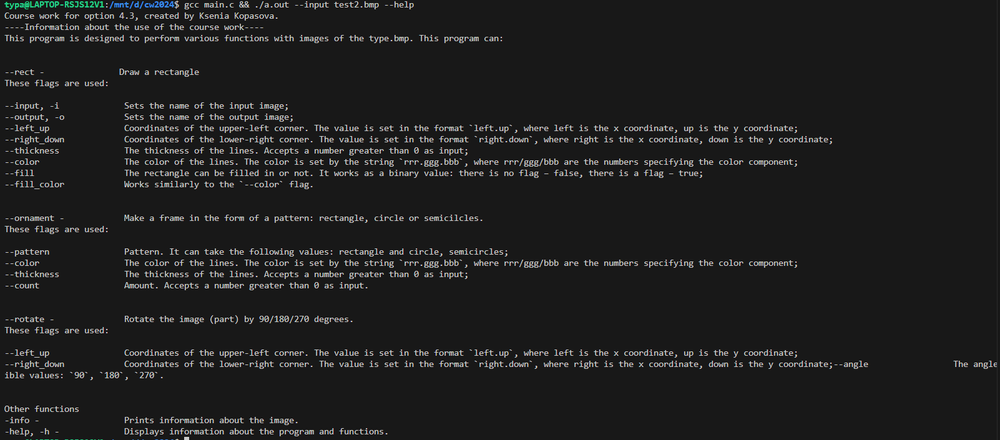 typa@LAPTOP-RSJS12V1:/mnt/d/cw2024$ gcc main.c && ./a.out --input test2.bmp --help
Course work for option 4.3, created by Ksenia Kopasova.
----Information about the use of the course work----
This program is designed to perform various functions with images of the type.bmp. This program can:
--rect - Draw a rectangle
These flags are used:
--input, -i Sets the name of the input image;
--output, -o Sets the name of the output image;
--left_up Coordinates of the upper-left corner. The value is set in the format `left.up`, where left is the x coordinate, up is the y coordinate;
--right_down Coordinates of the lower-right corner. The value is set in the format `right.down`, where right is the x coordinate, down is the y coordinate;
--thickness The thickness of the lines. Accepts a number greater than 0 as input;
--color The color of the lines. The color is set by the string `rrr.ggg.bbb`, where rrr/ggg/bbb are the numbers specifying the color component;
--fill The rectangle can be filled in or not. It works as a binary value: there is no flag – false, there is a flag – true;
--fill_color Works similarly to the `--color` flag.
--ornament - Make a frame in the form of a pattern: rectangle, circle or semicilcles.
These flags are used:
--pattern Pattern. It can take the following values: rectangle and circle, semicircles;
--color The color of the lines. The color is set by the string `rrr.ggg.bbb`, where rrr/ggg/bbb are the numbers specifying the color component;
--thickness The thickness of the lines. Accepts a number greater than 0 as input;
--count Amount. Accepts a number greater than 0 as input.
--rotate - Rotate the image (part) by 90/180/270 degrees.
These flags are used:
--left_up Coordinates of the upper-left corner. The value is set in the format `left.up`, where left is the x coordinate, up is the y coordinate;
--right_down Coordinates of the lower-right corner. The value is set in the format `right.down`, where right is the x coordinate, down is the y coordinate;--angle The angle
ible values: `90`, `180`, `270`.
Other functions
-info - Prints information about the image.
-help, -h - Displays information about the program and functions.